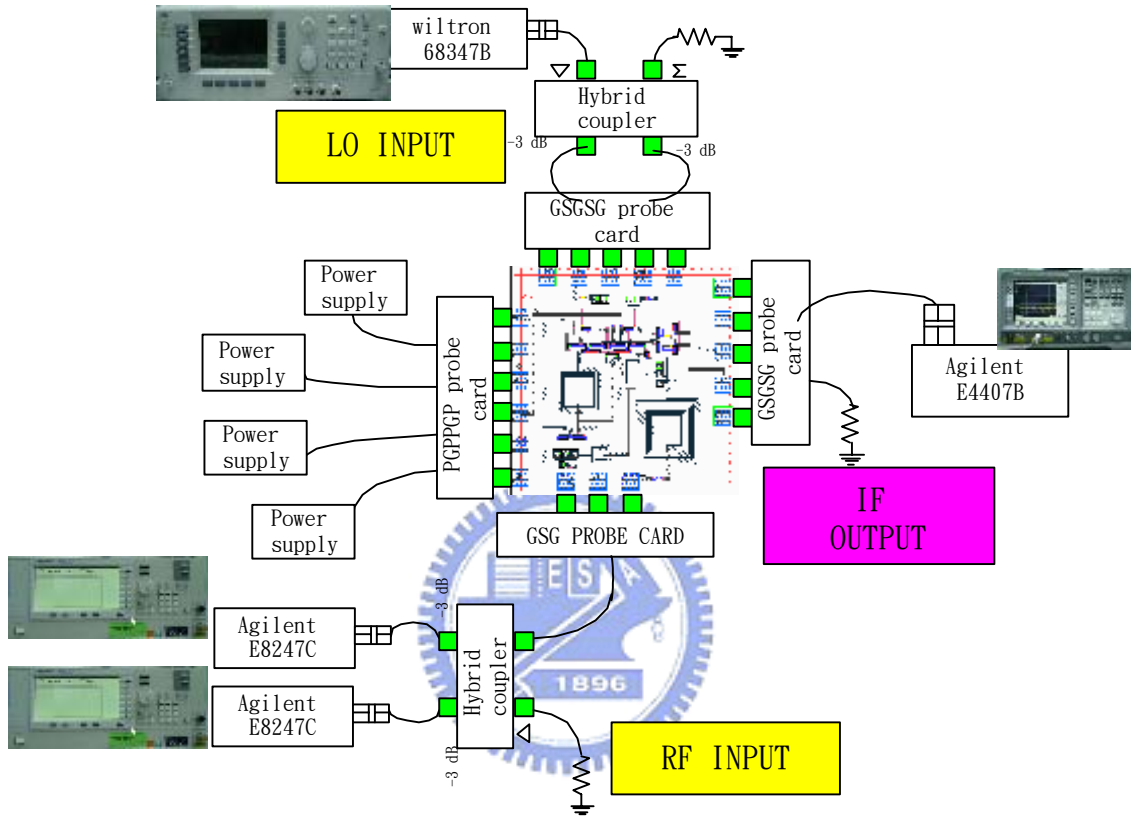 wiltron
68347B
▽
Σ
Hybrid
coupler
LO INPUT
-3 dB
-3 dB
GSGSG probe
card
Power
supply
Power
supply
Power
supply
Power
supply
PGPPGP probe
card
GSGSG probe
card
Agilent
E4407B
IF
OUTPUT
GSG PROBE CARD
ESA
1896
-3 dB
Agilent
E8247C
Agilent
E8247C
Hybrid
coupler
-3 dB
RF INPUT